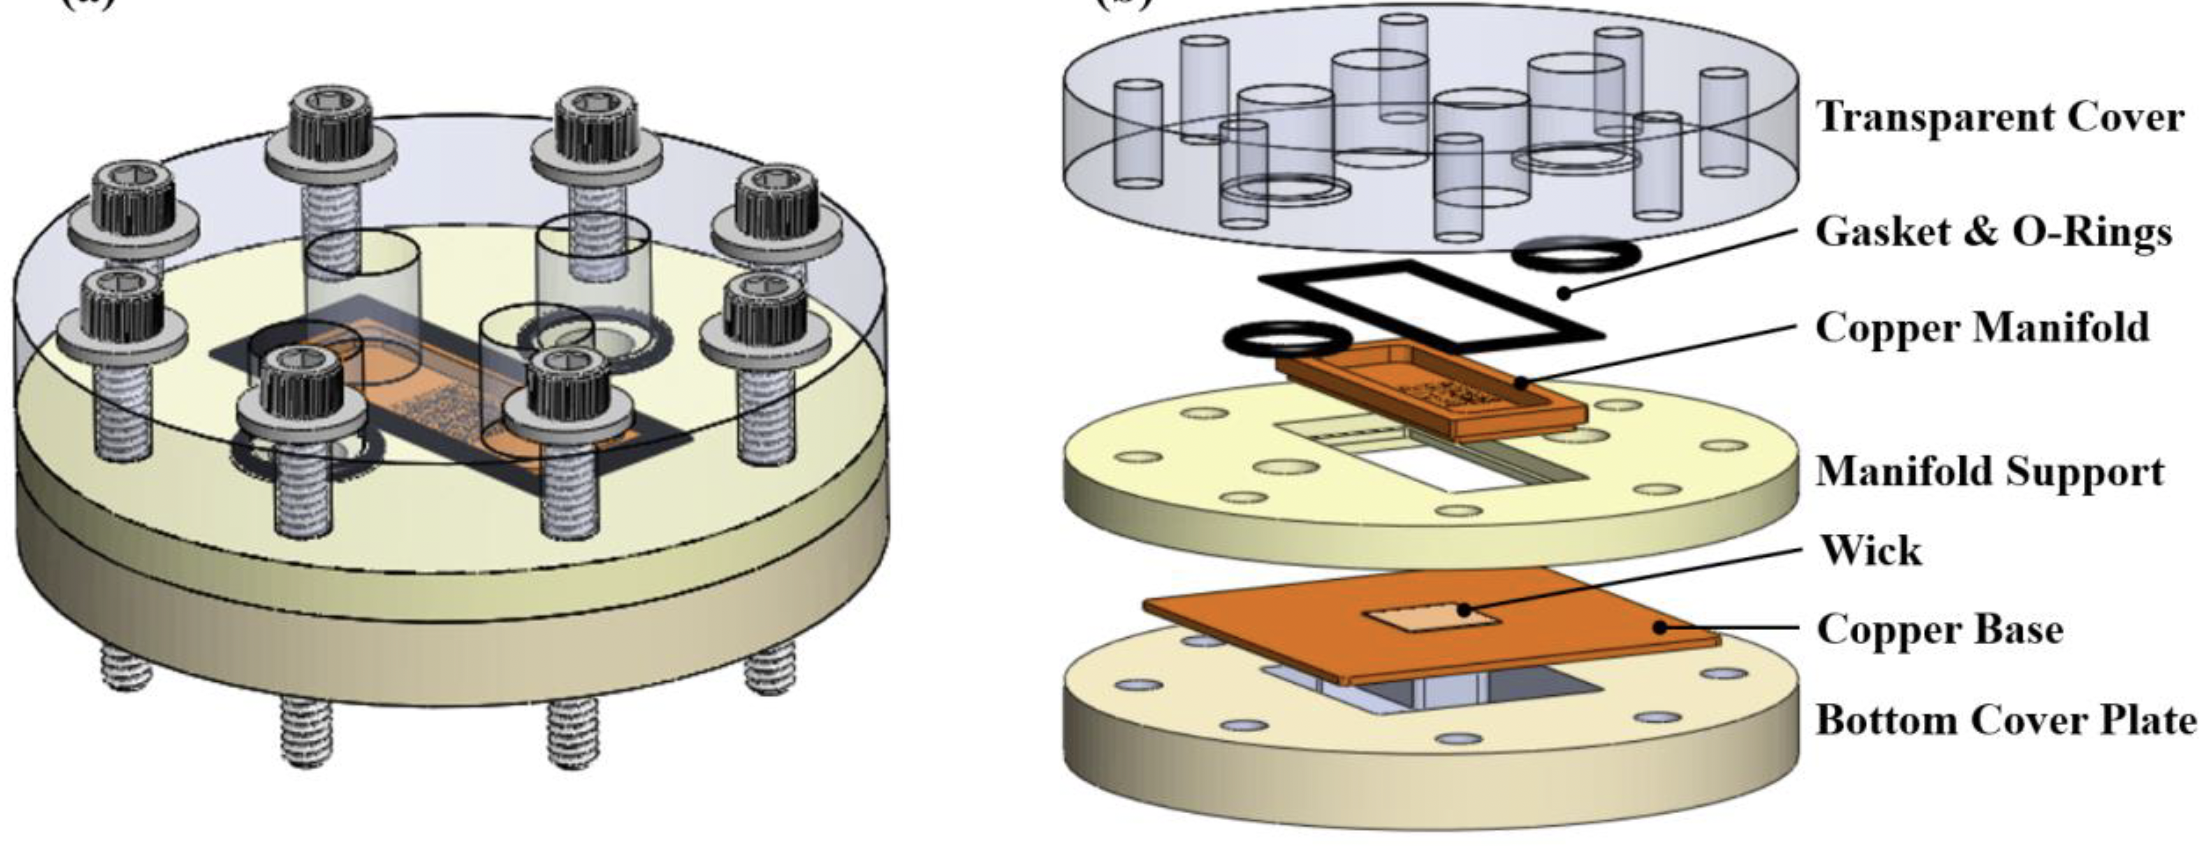 (a)
(b)
Transparent Cover
Gasket & O-Rings
Copper Manifold
Manifold Support
Wick
Copper Base
Bottom Cover Plate